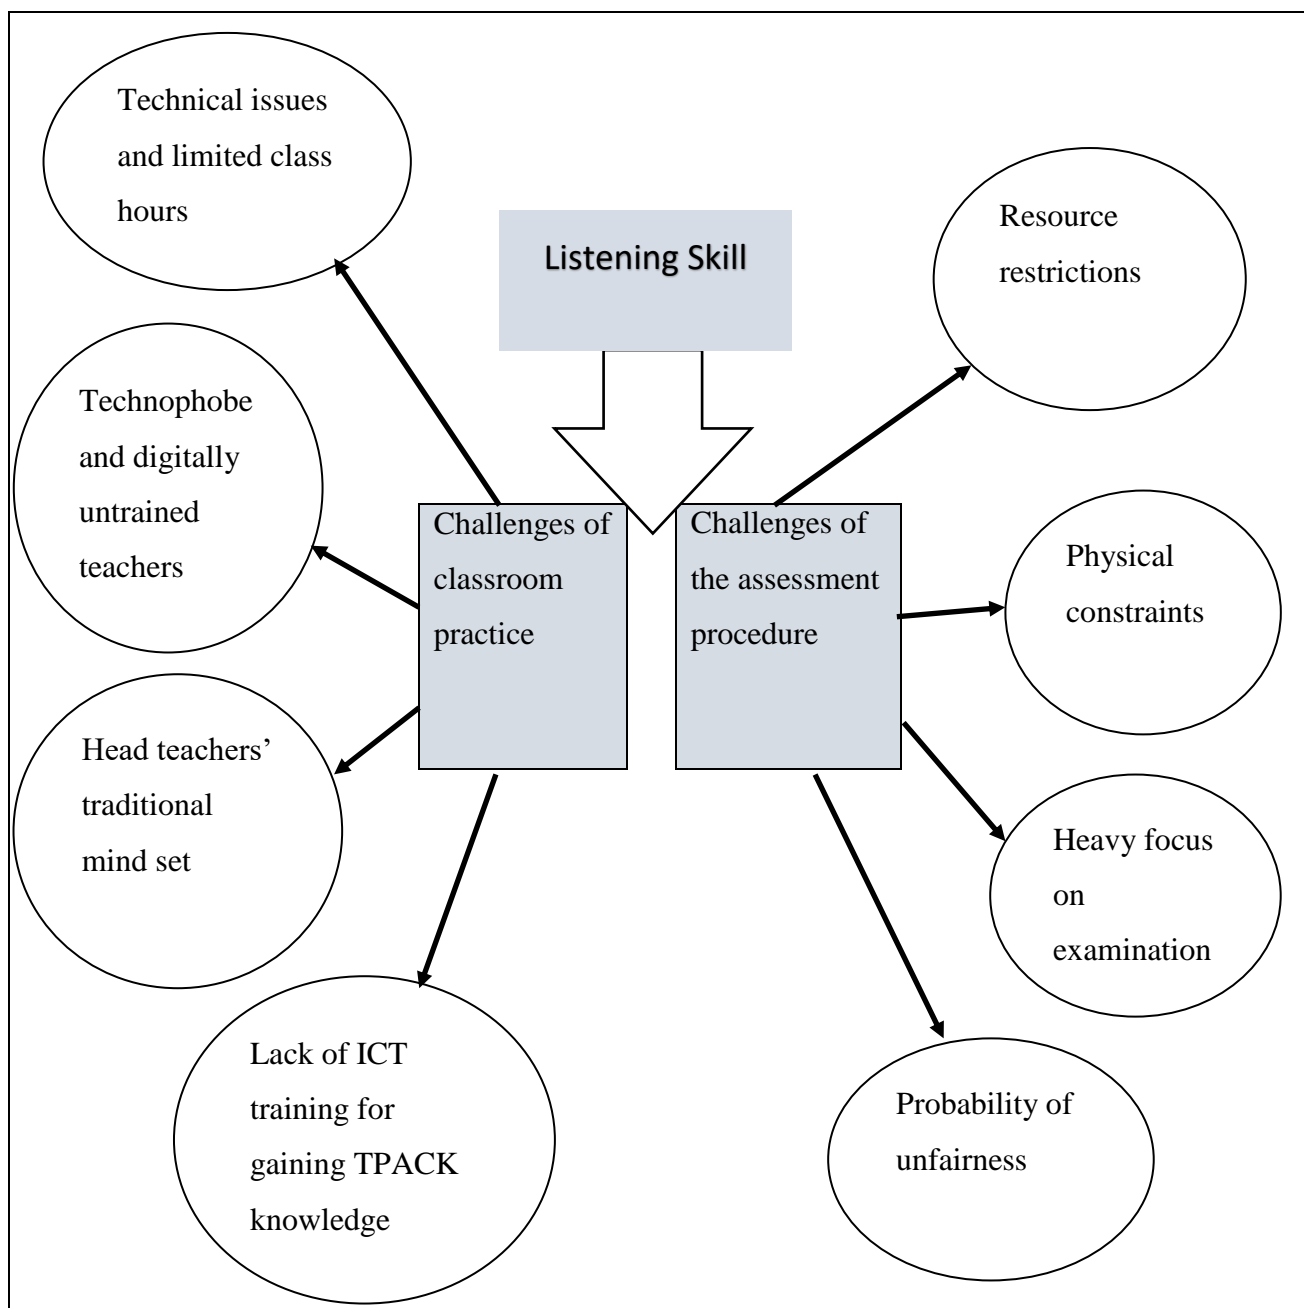 Technical issues
and limited class
hours
Listening Skill
Resource
restrictions
Technophobe
and digitally
untrained
teachers
Challenges of
classroom
practice
Challenges of
the assessment
procedure
Physical
constraints
Head teachers’
traditional
mind set
Heavy focus
on
examination
Lack of ICT
training for
gaining TPACK
knowledge
Probability of
unfairness